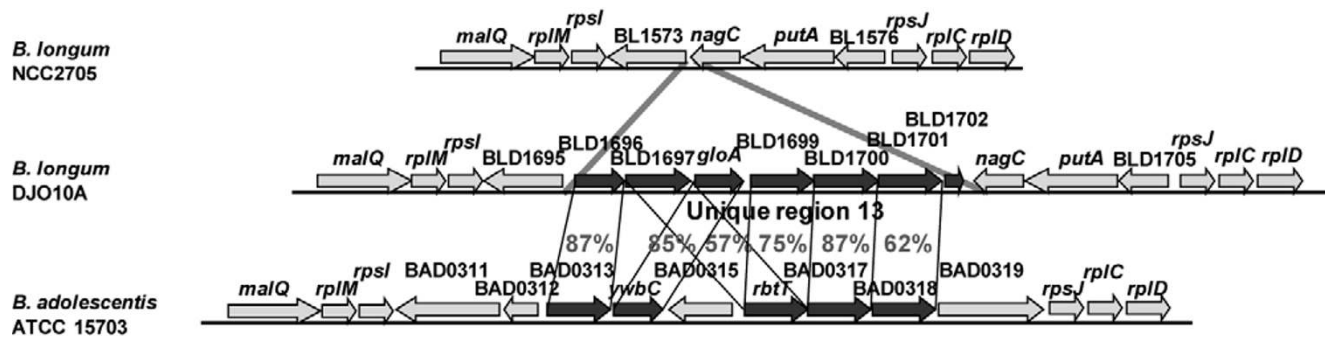 B. longum
NCC2705
malQ rplM rpsI BL1573 nagC putA BL1576 rpsJ rplC rplD
B. longum
DJO10A
malQ rplM rpsI BLD1695 BLD1696 BLD1697 gloA BLD1699 BLD1700 BLD1701 BLD1702 nagC putA BLD1705 rpsJ rplC rplD
Unique region 13
87% 85% 57% 75% 87% 62%
B. adolescentis
ATCC 15703
malQ rplM rpsI BAD0311 BAD0312 BAD0313 ywbC BAD0315 rbtT BAD0317 BAD0318 BAD0319 rpsJ rplC rplD